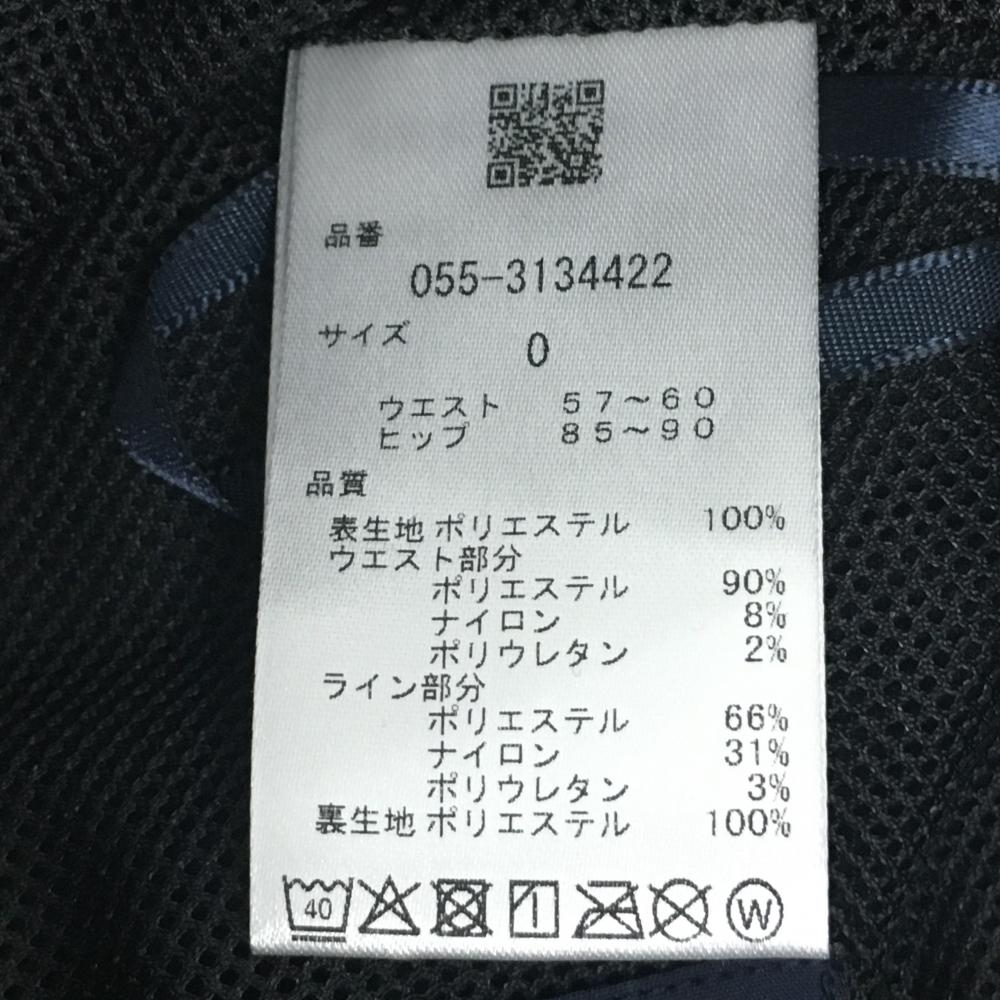 品番
055-3134422
サイズ 0
ウエスト 57～60
ヒップ 85～90
品質
表生地 ポリエステル 100%
ウエスト部分
ポリエステル 90%
ナイロン 8%
ポリウレタン 2%
ライン部分
ポリエステル 66%
ナイロン 31%
ポリウレタン 3%
裏生地 ポリエステル 100%
40 W